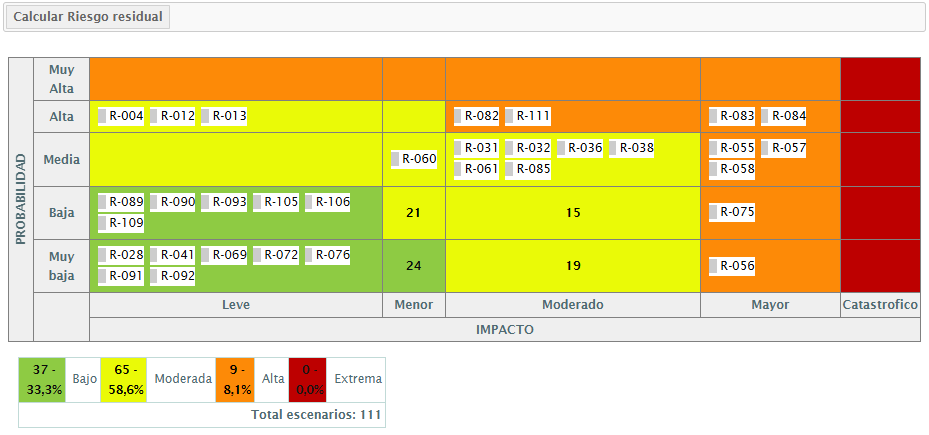 Calcular Riesgo residual
PROBABILIDAD
Muy
Alta
Alta
R-004 R-012 R-013
R-082 R-111
R-083 R-084
Media
R-060
R-031 R-032 R-036 R-038
R-061 R-085
R-055 R-057
R-058
Baja
R-089 R-090 R-093 R-105 R-106
R-109
21
15
R-075
Muy
baja
R-028 R-041 R-069 R-072 R-076
R-091 R-092
24
19
R-056
Leve Menor Moderado Mayor Catastrofico
IMPACTO
37 -
33,3%
Bajo
65 -
58,6%
Moderada
9 -
8,1%
Alta
0 -
0,0%
Extrema
Total escenarios: 111